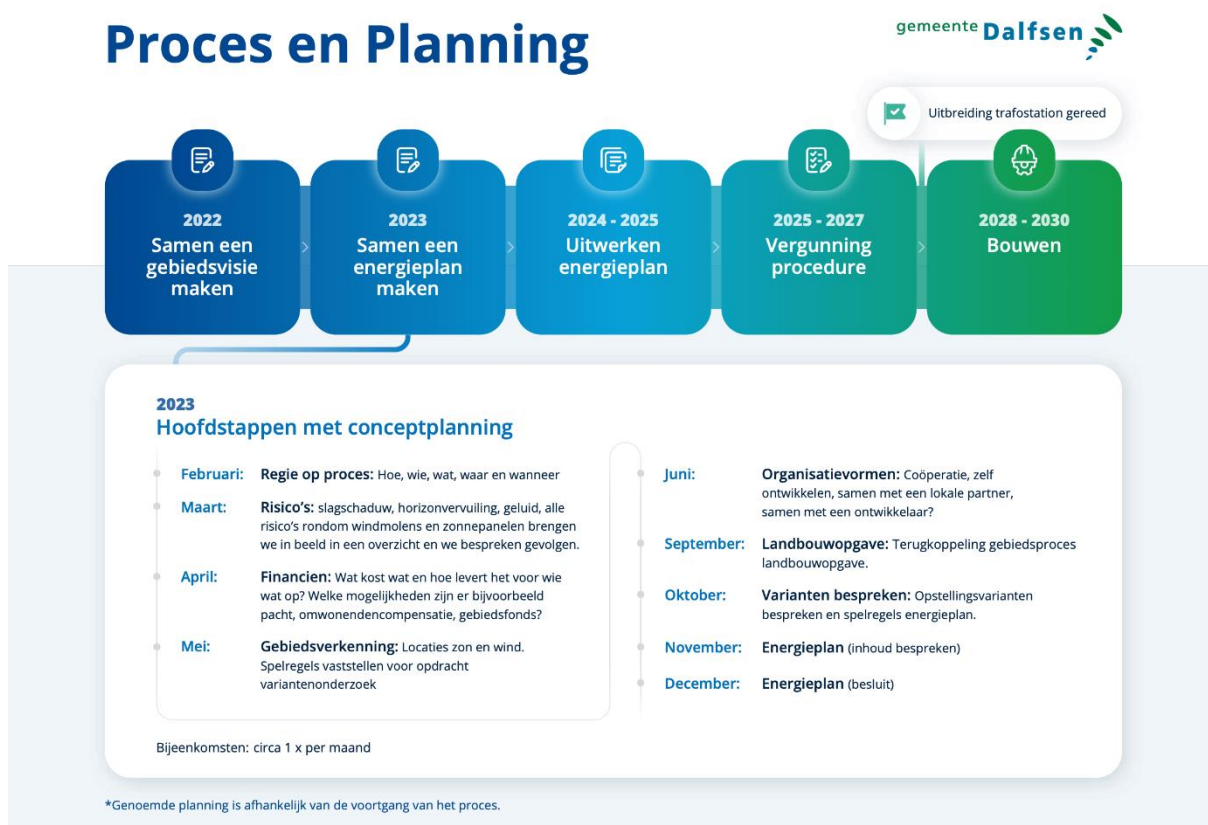 Proces en Planning
gemeente Dalfsen
Uitbreiding trafostation gereed
2022
Samen een
gebiedsvisie
maken
2023
Samen een
energieplan
maken
2024 - 2025
Uitwerken
energieplan
2025 - 2027
Vergunning
procedure
2028 - 2030
Bouwen
2023
Hoofdstappen met conceptplanning
Februari: Regie op proces: Hoe, wie, wat, waar en wanneer
Maart: Risico's: slagschaduw, horizonvervuiling, geluid, alle
risico's rondom windmolens en zonnepanelen brengen
we in beeld in een overzicht en we bespreken gevolgen.
April: Financien: Wat kost wat en hoe levert het voor wie
wat op? Welke mogelijkheden zijn er bijvoorbeeld
pacht, omwonendencompensatie, gebiedsfonds?
Mei: Gebiedsverkenning: Locaties zon en wind.
Spelregels vaststellen voor opdracht
variantenonderzoek
Juni: Organisatievormen: Coöperatie, zelf
ontwikkelen, samen met een lokale partner,
samen met een ontwikkelaar?
September: Landbouwopgave: Terugkoppeling gebiedsproces
landbouwopgave.
Oktober: Varianten bespreken: Opstellingsvarianten
bespreken en spelregels energieplan.
November: Energieplan (inhoud bespreken)
December: Energieplan (besluit)
Bijeenkomsten: circa 1 x per maand
*Genoemde planning is afhankelijk van de voortgang van het proces.